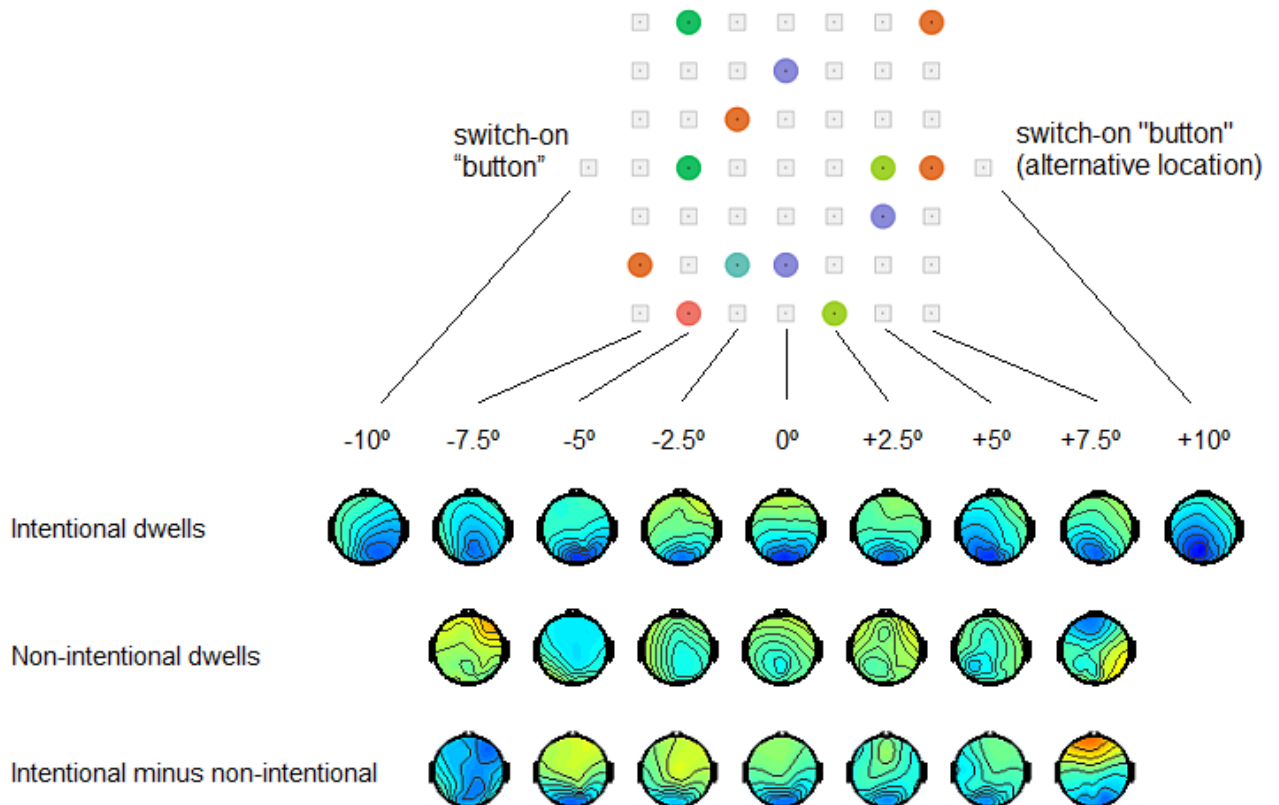 switch-on
“button”
switch-on "button"
(alternative location)
-10º -7.5º -5º -2.5º 0º +2.5º +5º +7.5º +10º
Intentional dwells
Non-intentional dwells
Intentional minus non-intentional